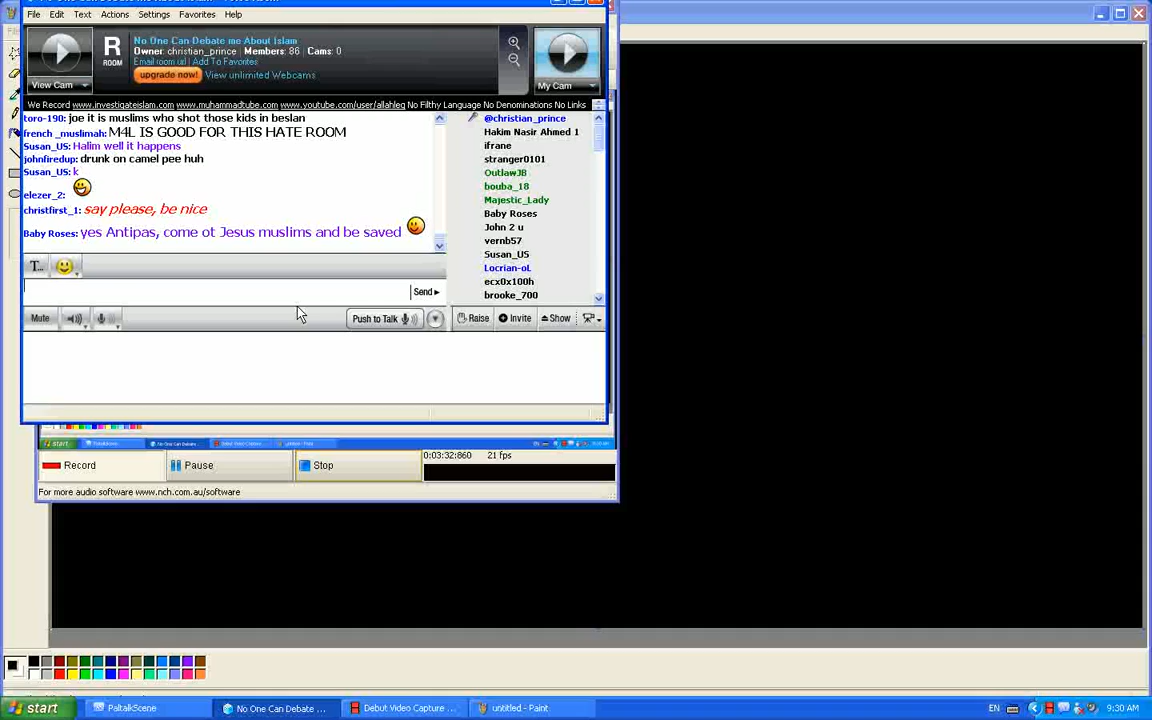 File Edit Text Actions Settings Favorites Help
No One Can Debate me About Islam
R
ROOM
Owner: christian_prince | Members: 86 | Cams: 0
Email room url | Add To Favorites
upgrade now! View unlimited Webcams
View Cam
My Cam
We Record www.investigateislam.com www.muhammadtube.com www.youtube.com/user/allahleg No Filthy Language No Denominations No Links
toro-190: joe it is muslims who shot those kids in beslan
french _muslimah: M4L IS GOOD FOR THIS HATE ROOM
Susan_US: Halim well it happens
johnfiredup: drunk on camel pee huh
Susan_US: k
elezer_2:
christfirst_1: say please, be nice
Baby Roses: yes Antipas, come ot Jesus muslims and be saved
@christian_prince
Hakim Nasir Ahmed 1
ifrane
stranger0101
OutlawJB
bouba_18
Majestic_Lady
Baby Roses
John 2 u
vernb57
Susan_US
Locrian-oL
ecx0x100h
brooke_700
T...
Send
Mute
Push to Talk
Raise Invite Show
start
Record Pause Stop
0:03:32:860 21 fps
For more audio software www.nch.com.au/software
start PaltalkScene No One Can Debate ... Debut Video Capture ... untitled - Paint EN 9:30 AM